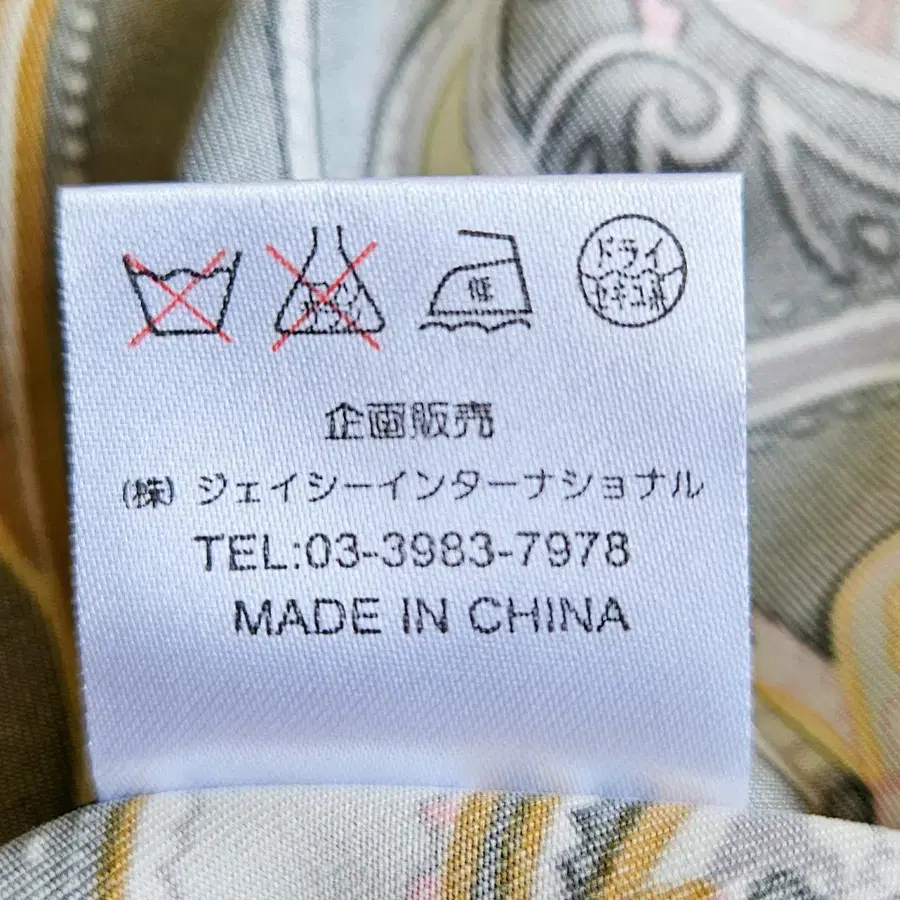 低
ドライ
セキユ系
企画販売
(株) ジェイシーインターナショナル
TEL:03-3983-7978
MADE IN CHINA